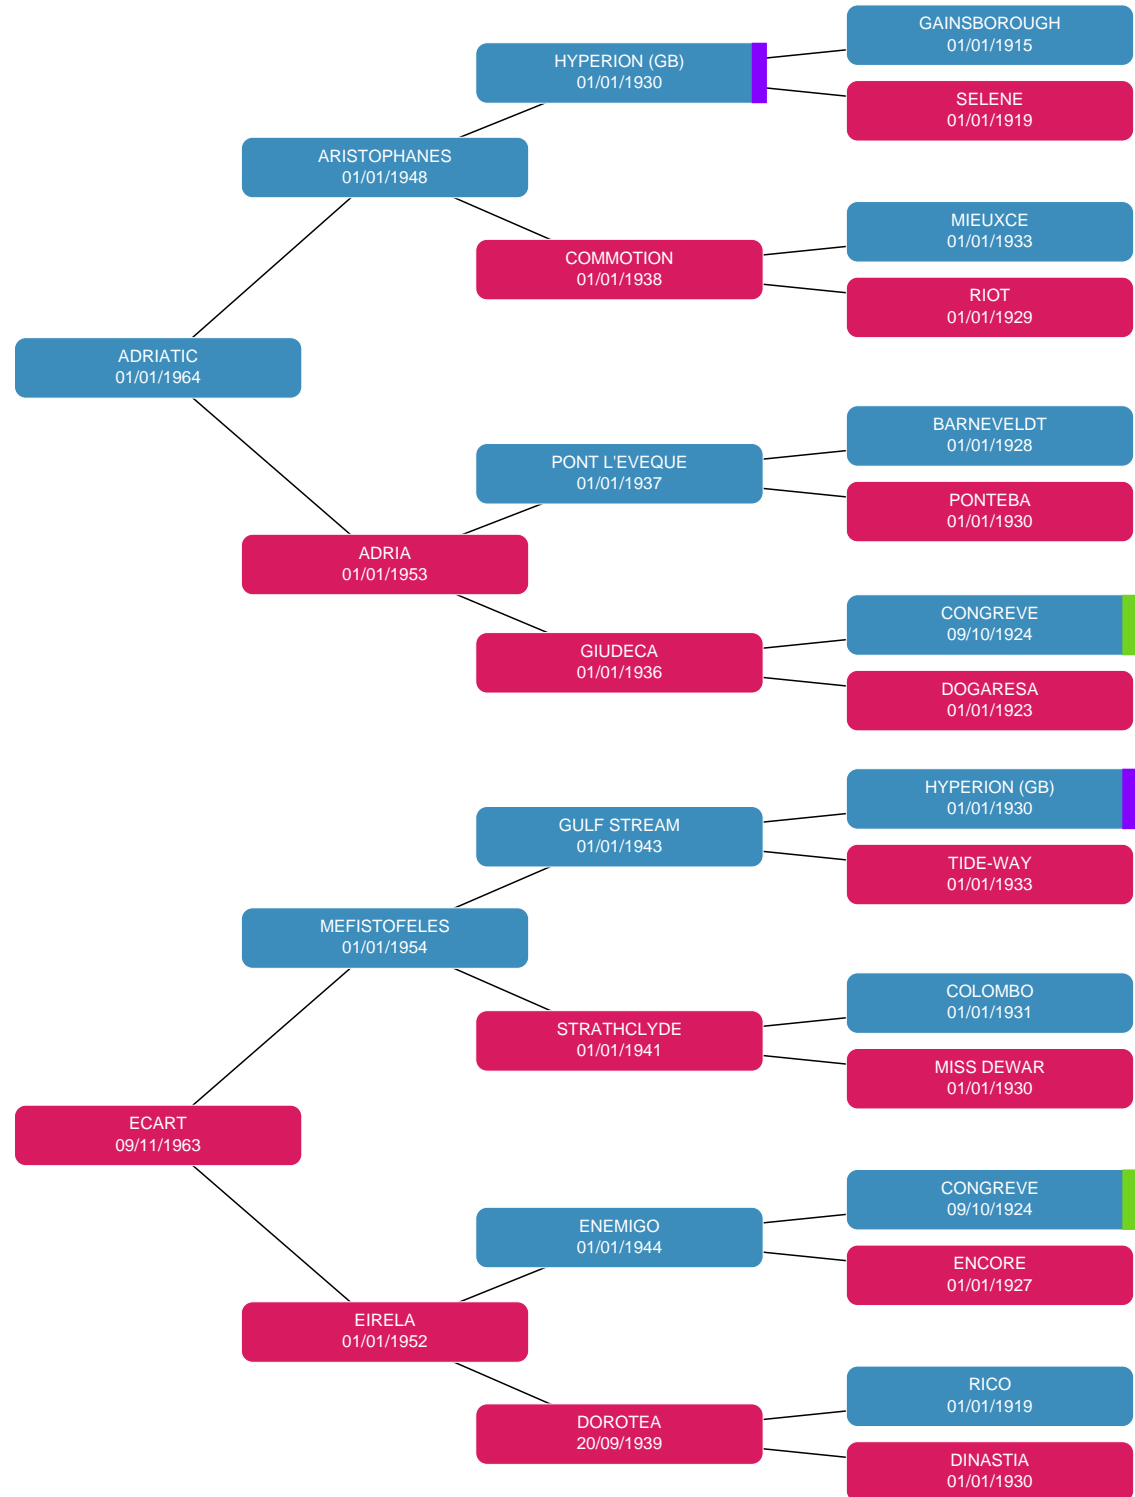 GAINSBOROUGH
01/01/1915
HYPERION (GB)
01/01/1930
SELENE
01/01/1919
ARISTOPHANES
01/01/1948
MIEUXCE
01/01/1933
COMMOTION
01/01/1938
RIOT
01/01/1929
ADRIATIC
01/01/1964
BARNEVELDT
01/01/1928
PONT L'EVEQUE
01/01/1937
PONTEBA
01/01/1930
ADRIA
01/01/1953
CONGREVE
09/10/1924
GIUDECA
01/01/1936
DOGARESA
01/01/1923
HYPERION (GB)
01/01/1930
GULF STREAM
01/01/1943
TIDE-WAY
01/01/1933
MEFISTOFELES
01/01/1954
COLOMBO
01/01/1931
STRATHCLYDE
01/01/1941
MISS DEWAR
01/01/1930
ECART
09/11/1963
CONGREVE
09/10/1924
ENEMIGO
01/01/1944
ENCORE
01/01/1927
EIRELA
01/01/1952
RICO
01/01/1919
DOROTEA
20/09/1939
DINASTIA
01/01/1930